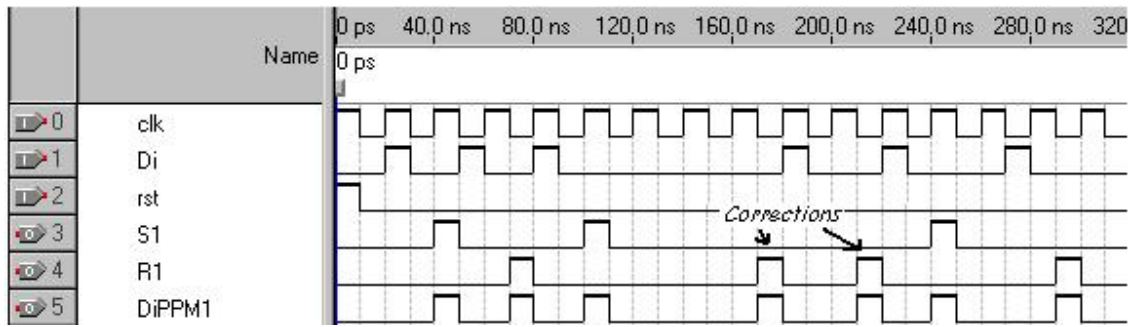 0 ps 40.0 ns 80.0 ns 120.0 ns 160.0 ns 200.0 ns 240.0 ns 280.0 ns 320
Name 0 ps
0 clk
1 Di
2 rst
Corrections
3 S1
4 R1
5 DiPPM1